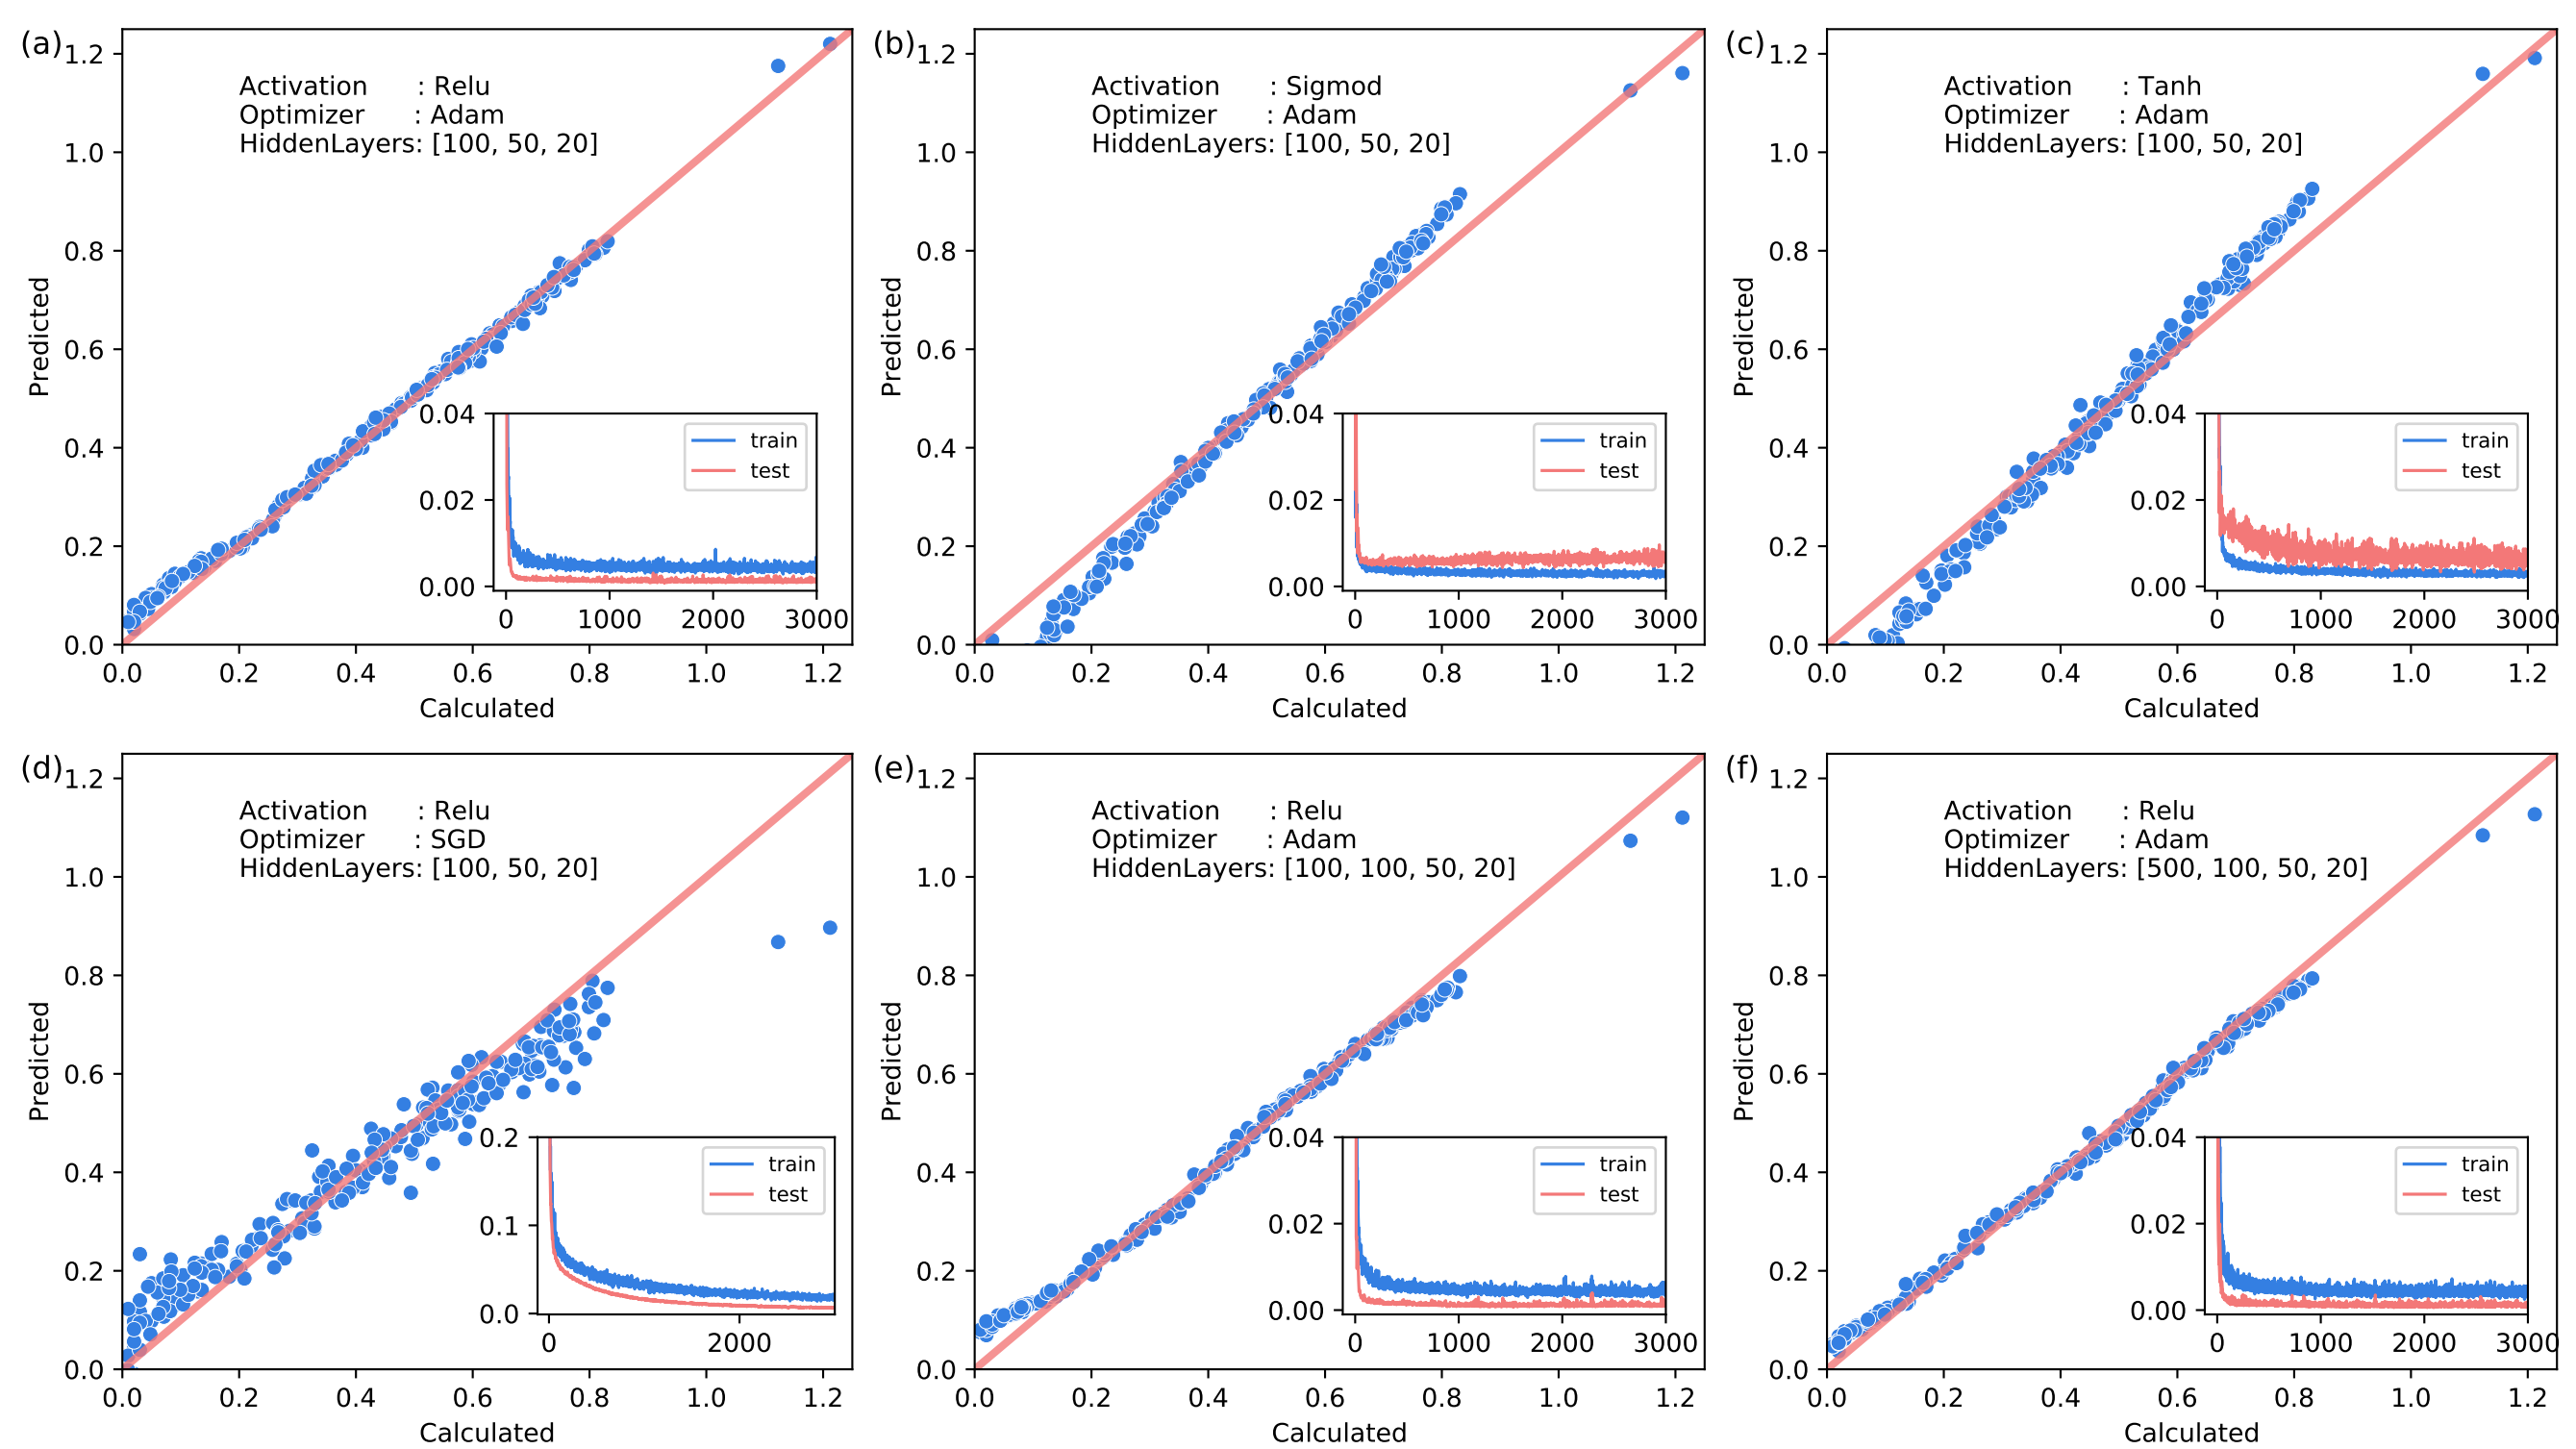 (a)
Activation : Relu
Optimizer : Adam
HiddenLayers: [100, 50, 20]
Predicted
1.2
1.0
0.8
0.6
0.4
0.2
0.0
0.04
0.02
0.00
train
test
0 1000 2000 3000
0.0 0.2 0.4 0.6 0.8 1.0 1.2
Calculated
(b)
Activation : Sigmod
Optimizer : Adam
HiddenLayers: [100, 50, 20]
Predicted
1.2
1.0
0.8
0.6
0.4
0.2
0.0
0.04
0.02
0.00
train
test
0 1000 2000 3000
0.0 0.2 0.4 0.6 0.8 1.0 1.2
Calculated
(c)
Activation : Tanh
Optimizer : Adam
HiddenLayers: [100, 50, 20]
Predicted
1.2
1.0
0.8
0.6
0.4
0.2
0.0
0.04
0.02
0.00
train
test
0 1000 2000 3000
0.0 0.2 0.4 0.6 0.8 1.0 1.2
Calculated
(d)
Activation : Relu
Optimizer : SGD
HiddenLayers: [100, 50, 20]
Predicted
1.2
1.0
0.8
0.6
0.4
0.2
0.0
0.2
0.1
0.0
train
test
0 2000
0.0 0.2 0.4 0.6 0.8 1.0 1.2
Calculated
(e)
Activation : Relu
Optimizer : Adam
HiddenLayers: [100, 100, 50, 20]
Predicted
1.2
1.0
0.8
0.6
0.4
0.2
0.0
0.04
0.02
0.00
train
test
0 1000 2000 3000
0.0 0.2 0.4 0.6 0.8 1.0 1.2
Calculated
(f)
Activation : Relu
Optimizer : Adam
HiddenLayers: [500, 100, 50, 20]
Predicted
1.2
1.0
0.8
0.6
0.4
0.2
0.0
0.04
0.02
0.00
train
test
0 1000 2000 3000
0.0 0.2 0.4 0.6 0.8 1.0 1.2
Calculated